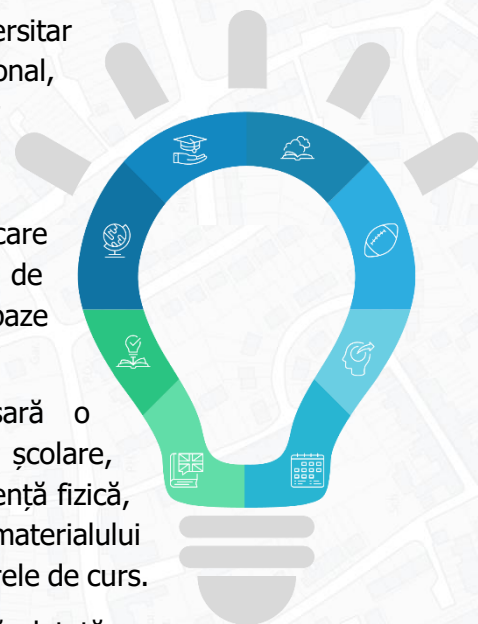 ersitar
onal,
care
de
baze
sară o
școlare,
ență fizică,
materialului
rele de curs.